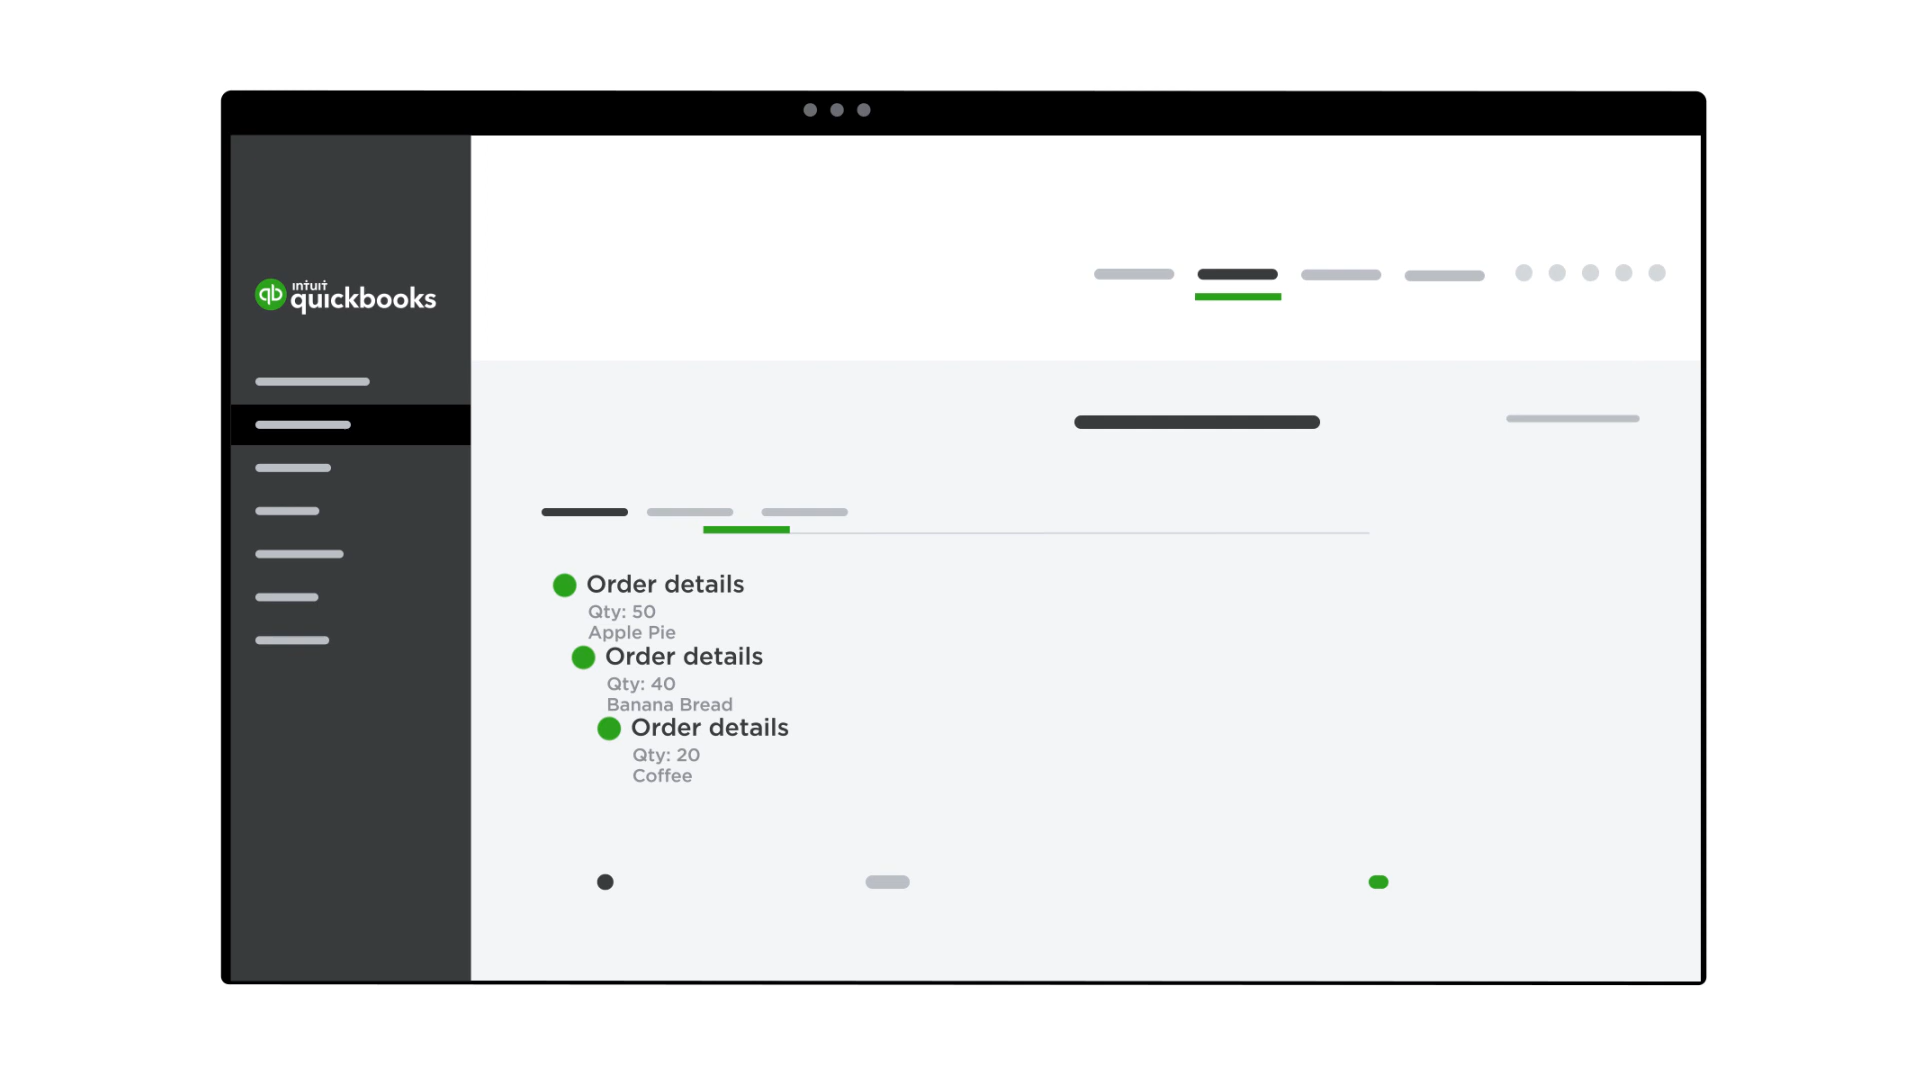 qb intuit quickbooks
Order details
Qty: 50
Apple Pie
Order details
Qty: 40
Banana Bread
Order details
Qty: 20
Coffee